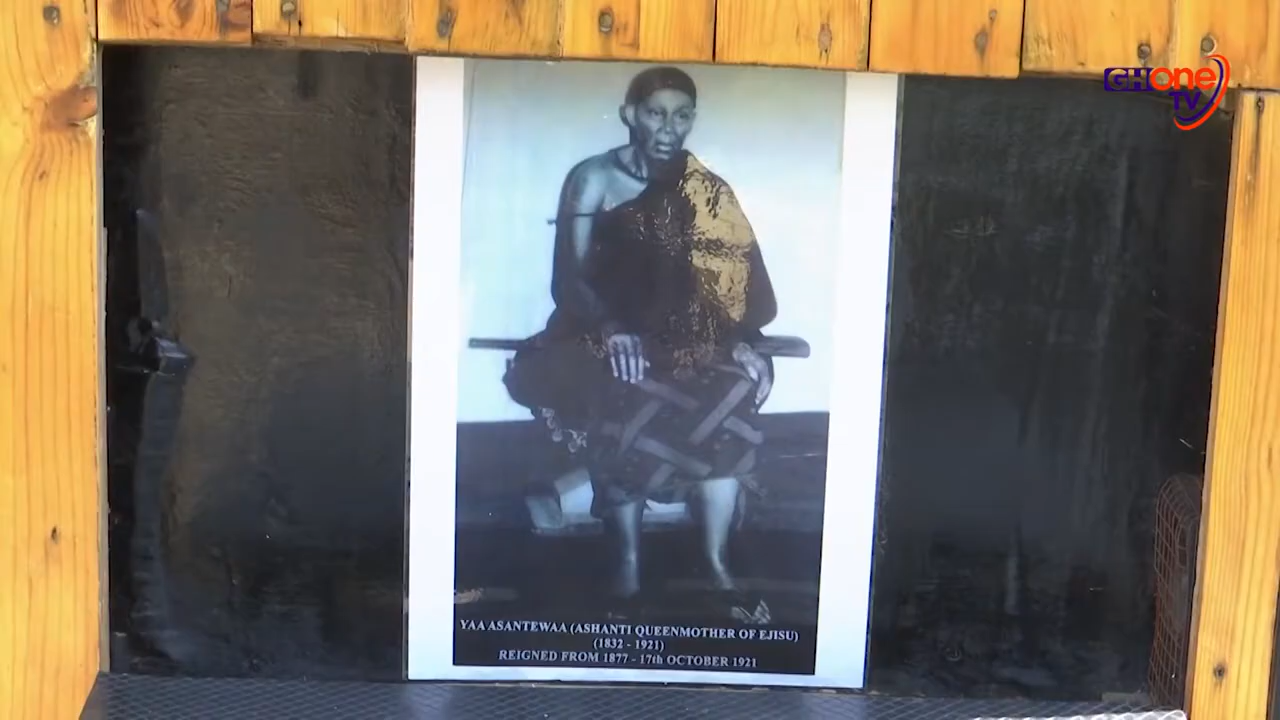 GHone
TV
YAA ASANTEWAA (ASHANTI QUEENMOTHER OF EJISU)
(1832 - 1921)
REIGNED FROM 1877 - 17th OCTOBER 1921